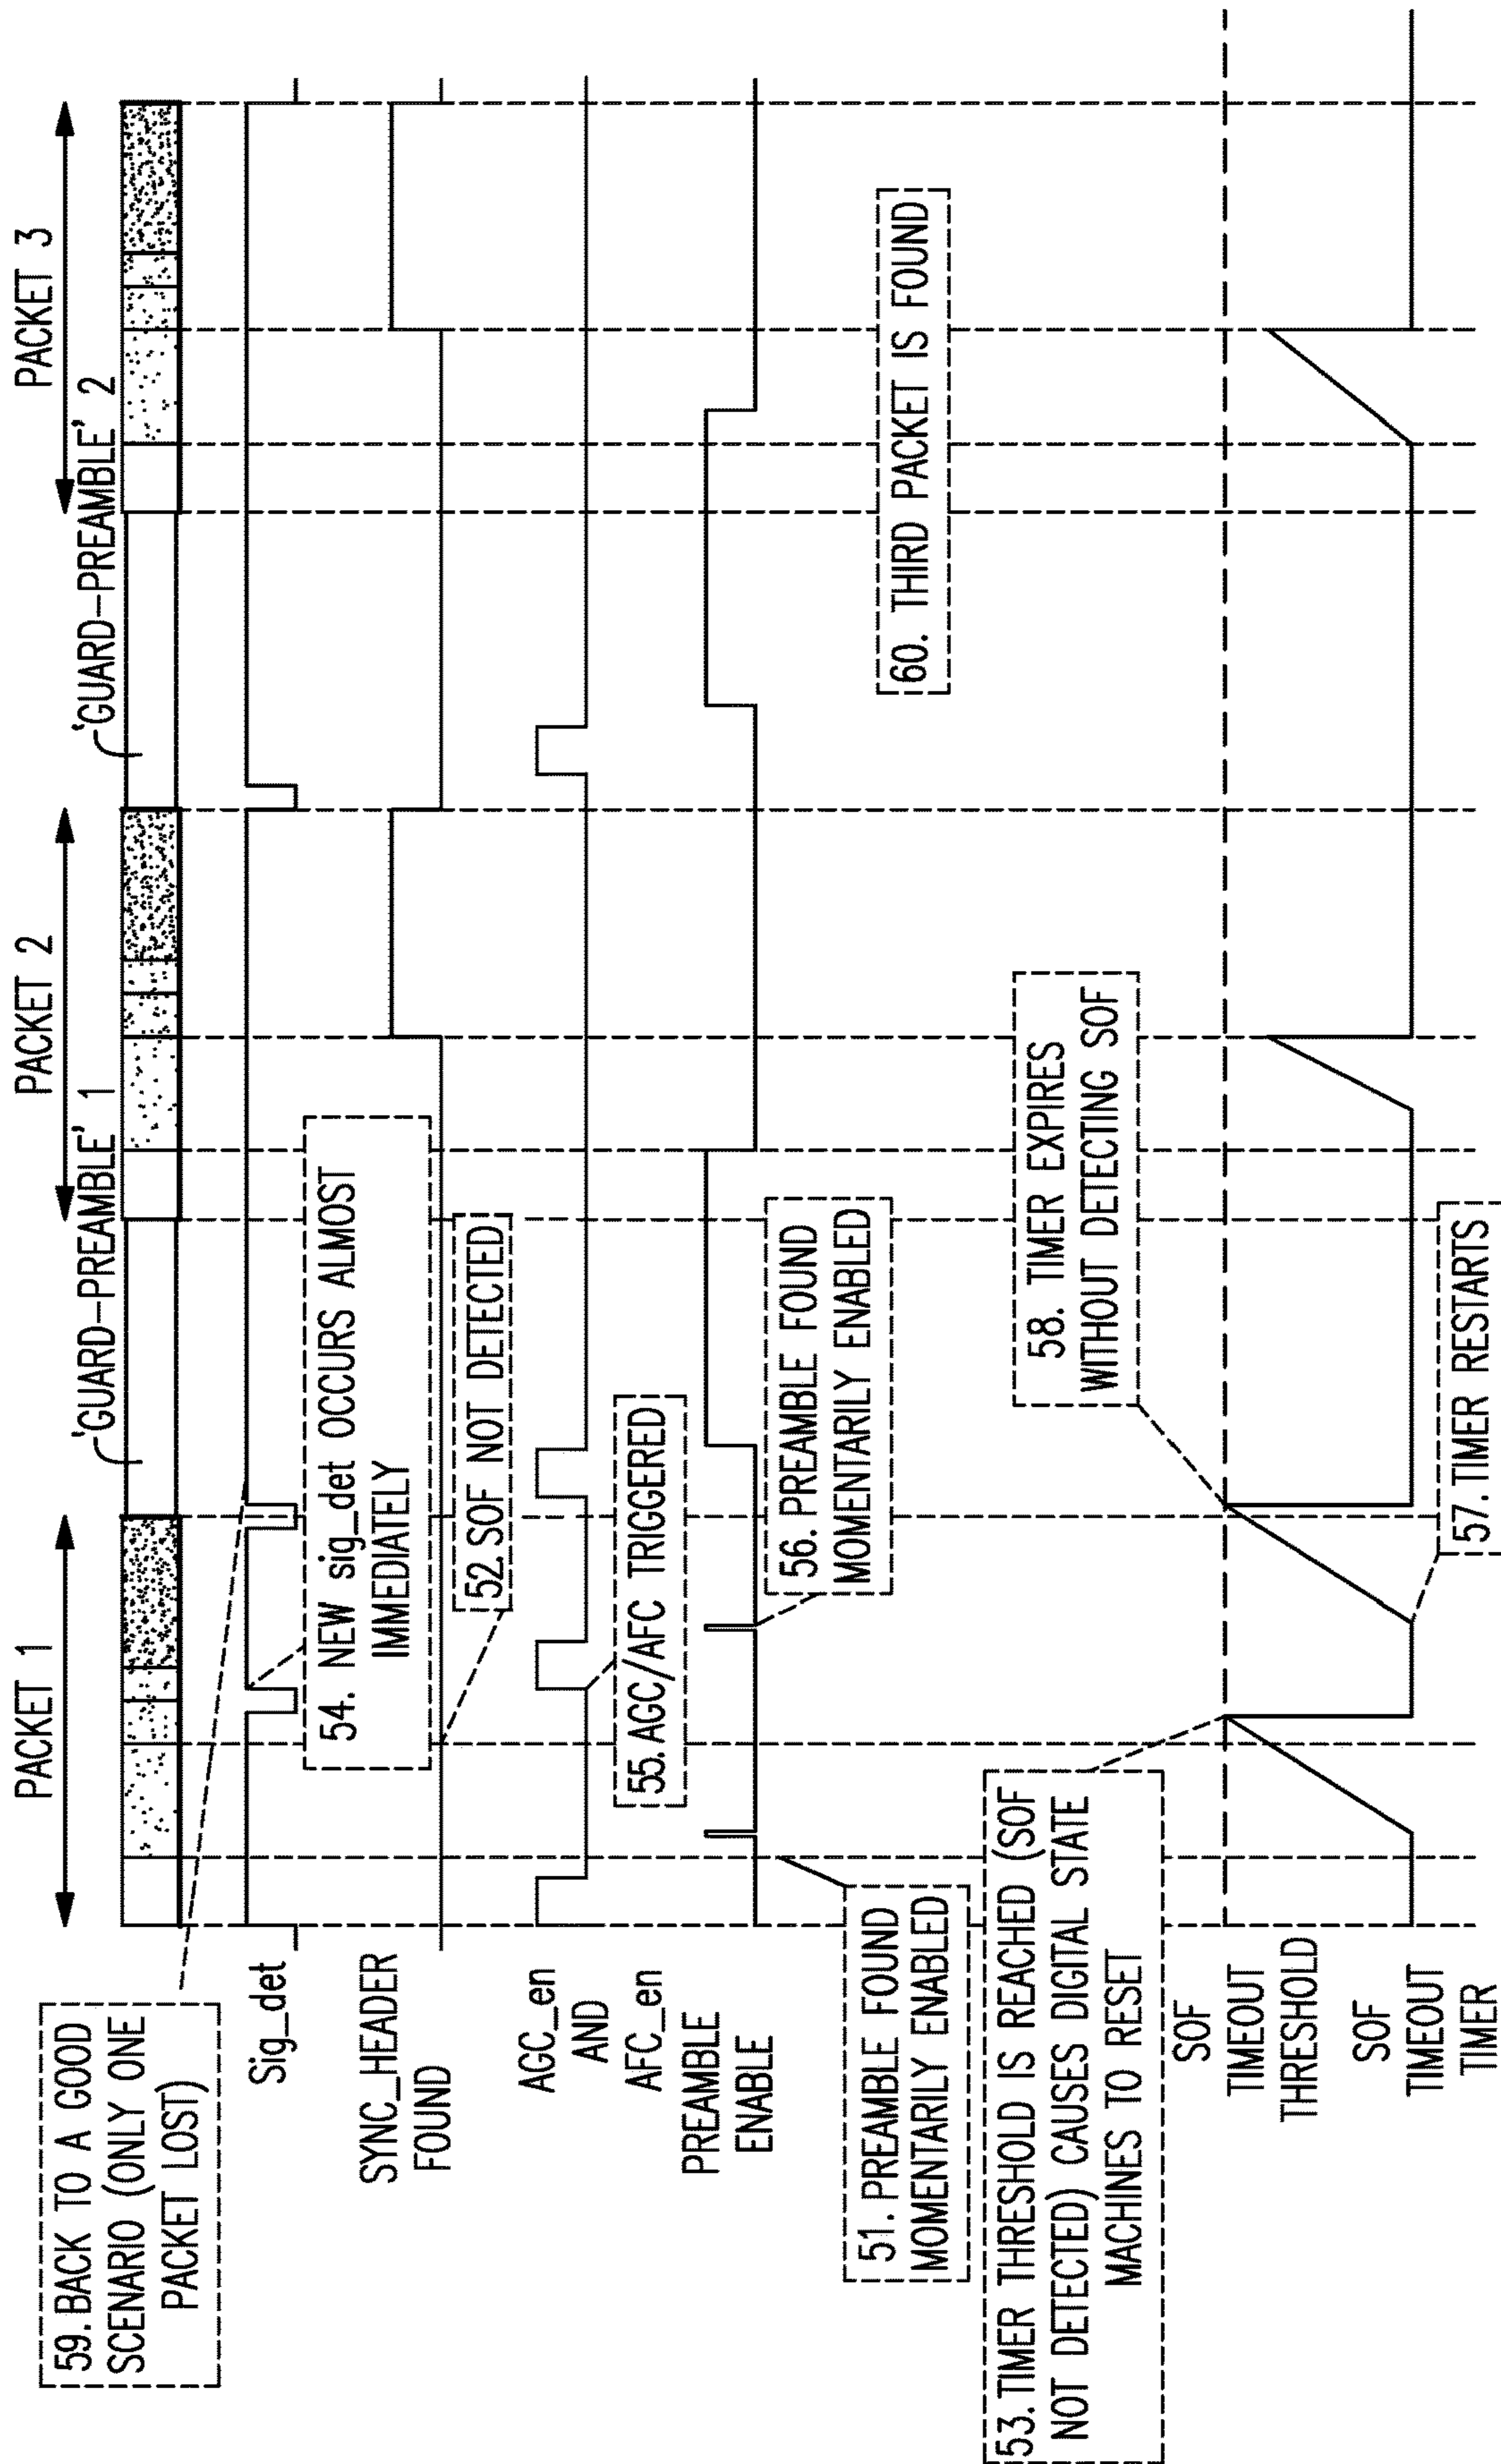 PACKET 1
PACKET 2
PACKET 3
'GUARD-PREAMBLE' 1
'GUARD-PREAMBLE' 2
59. BACK TO A GOOD
SCENARIO (ONLY ONE
PACKET LOST)
Sig_det
54. NEW sig_det OCCURS ALMOST
IMMEDIATELY
SYNC_HEADER
FOUND
52. SOF NOT DETECTED
AGC_en
AND
AFC_en
55. AGC/AFC TRIGGERED
PREAMBLE
ENABLE
56. PREAMBLE FOUND
MOMENTARILY ENABLED
51. PREAMBLE FOUND
MOMENTARILY ENABLED
60. THIRD PACKET IS FOUND
53. TIMER THRESHOLD IS REACHED (SOF
NOT DETECTED) CAUSES DIGITAL STATE
MACHINES TO RESET
58. TIMER EXPIRES
WITHOUT DETECTING SOF
SOF
TIMEOUT
THRESHOLD
SOF
TIMEOUT
TIMER
57. TIMER RESTARTS